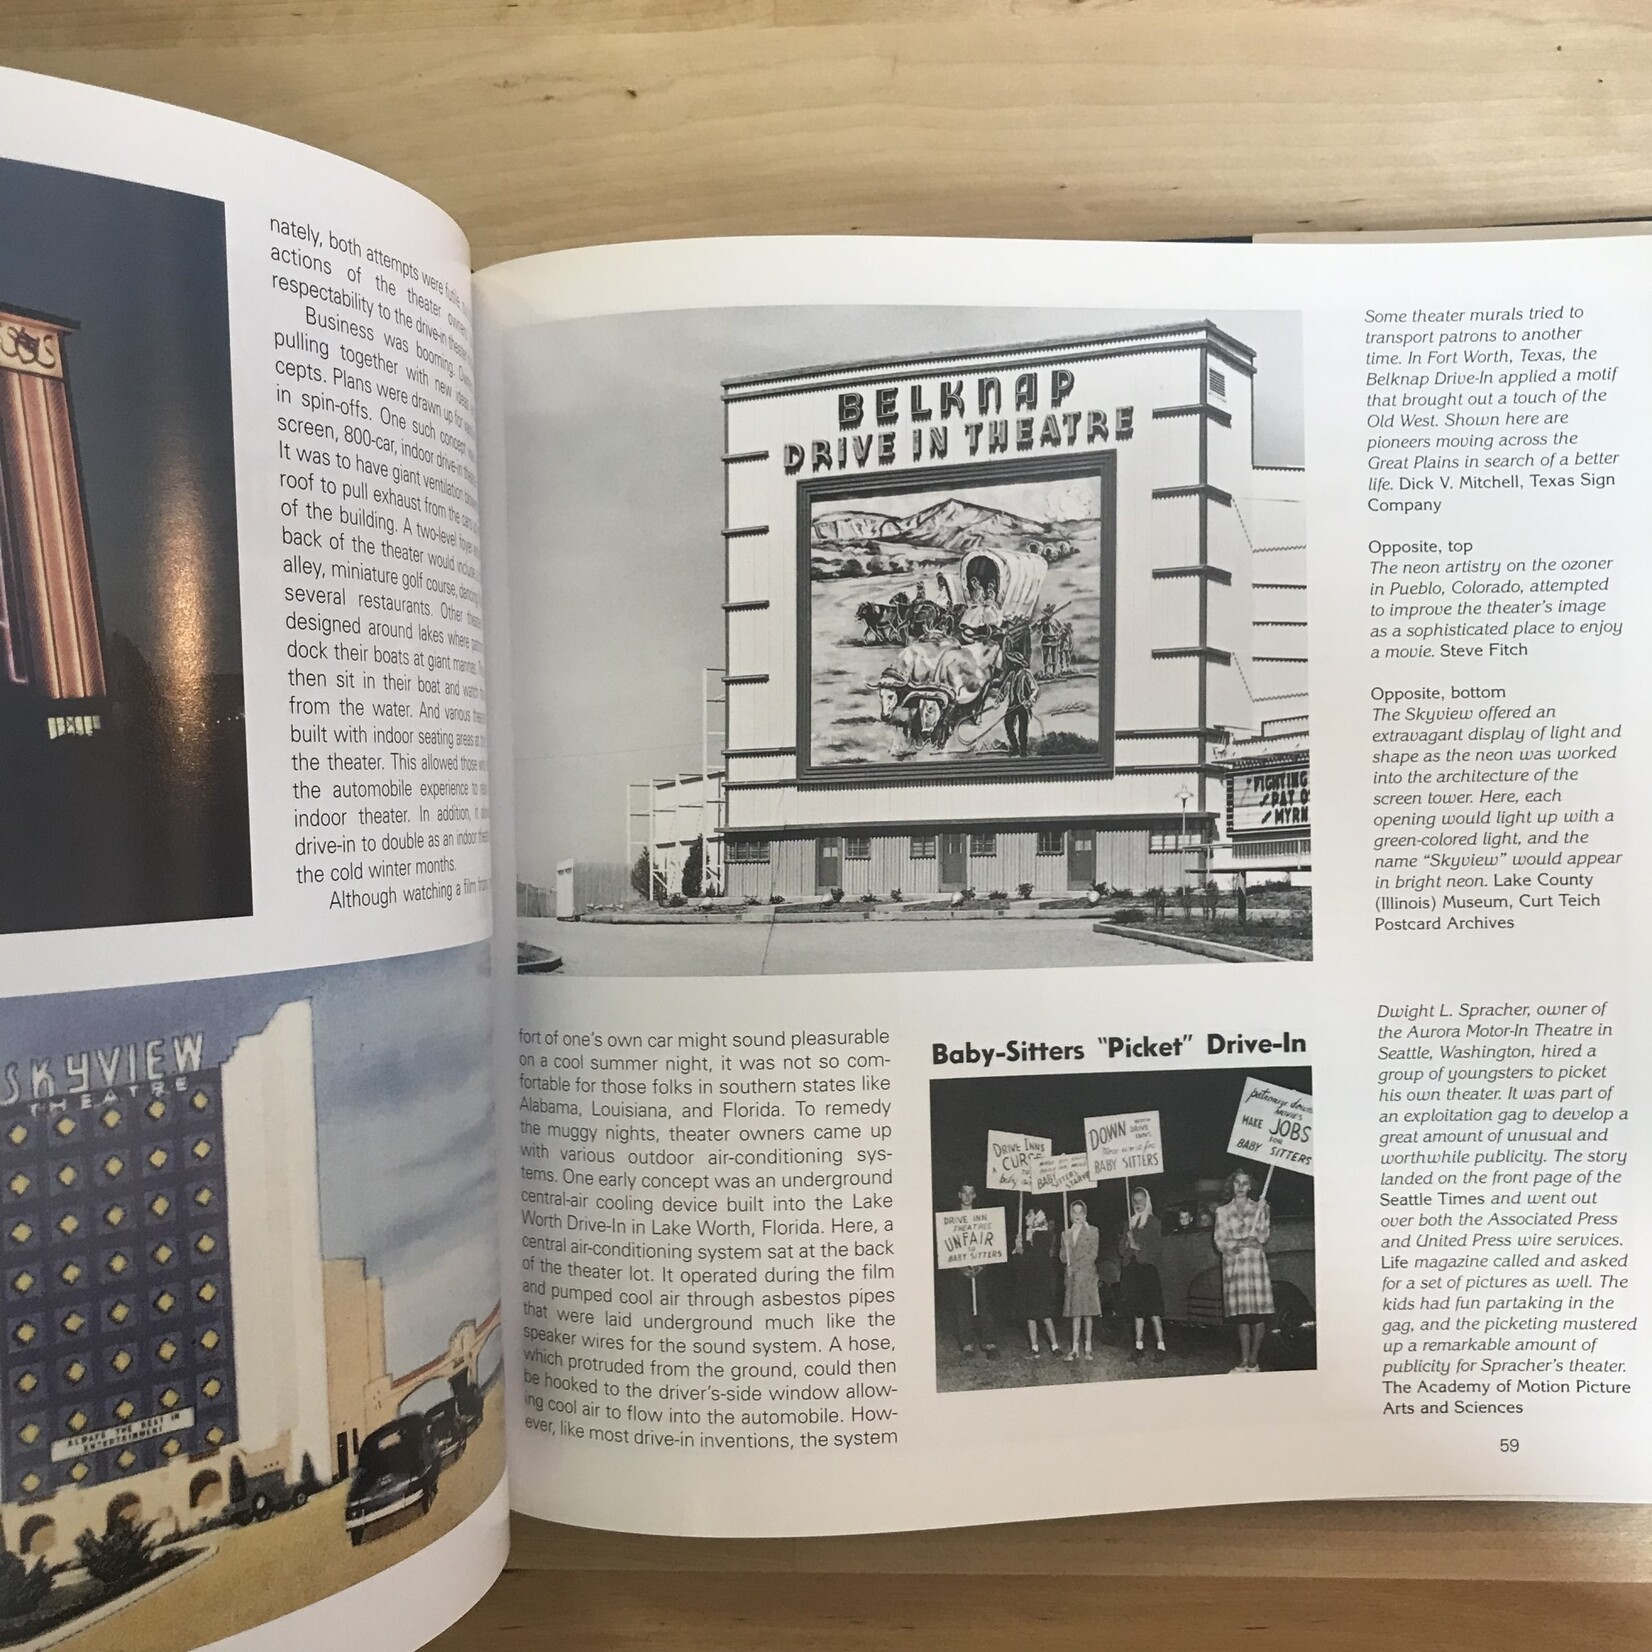 nately, both attempts were
actions of the theater
respectability to the drive-in
Business was booming.
pulling together with new
cepts. Plans were drawn up for
in spin-offs. One such concept
screen, 800-car, indoor drive-in
It was to have giant ventilation
roof to pull exhaust from the cars
of the building. A two-level foyer
back of the theater would include
alley, miniature golf course,
several restaurants. Other
designed around lakes where
dock their boats at giant
then sit in their boat and
from the water. And various
built with indoor seating areas
the theater. This allowed those
the automobile experience to
indoor theater. In addition, it
drive-in to double as an indoor
the cold winter months.
Although watching a film
SKYVIEW
THEATRE
ALWAYS THE BEST IN
ENTERTAINMENT
BELKNAP
DRIVE IN THEATRE
FIGHTING
PAT O
MYRN
fort of one's own car might sound pleasurable
on a cool summer night, it was not so com-
fortable for those folks in southern states like
Alabama, Louisiana, and Florida. To remedy
the muggy nights, theater owners came up
with various outdoor air-conditioning sys-
tems. One early concept was an underground
central-air cooling device built into the Lake
Worth Drive-In in Lake Worth, Florida. Here, a
central air-conditioning system sat at the back
of the theater lot. It operated during the film
and pumped cool air through asbestos pipes
that were laid underground much like the
speaker wires for the sound system. A hose,
which protruded from the ground, could then
be hooked to the driver's-side window allow-
ing cool air to flow into the automobile. How-
ever, like most drive-in inventions, the system
Baby-Sitters "Picket" Drive-In
DRIVE INNS
A CURSE
DOWN
BABY SITTERS
MAKE JOBS
FOR
BABY SITTERS
DRIVE INN
THEATRES
UNFAIR
TO
BABY SITTERS
Some theater murals tried to
transport patrons to another
time. In Fort Worth, Texas, the
Belknap Drive-In applied a motif
that brought out a touch of the
Old West. Shown here are
pioneers moving across the
Great Plains in search of a better
life. Dick V. Mitchell, Texas Sign
Company
Opposite, top
The neon artistry on the ozoner
in Pueblo, Colorado, attempted
to improve the theater's image
as a sophisticated place to enjoy
a movie. Steve Fitch
Opposite, bottom
The Skyview offered an
extravagant display of light and
shape as the neon was worked
into the architecture of the
screen tower. Here, each
opening would light up with a
green-colored light, and the
name "Skyview" would appear
in bright neon. Lake County
(Illinois) Museum, Curt Teich
Postcard Archives
Dwight L. Spracher, owner of
the Aurora Motor-In Theatre in
Seattle, Washington, hired a
group of youngsters to picket
his own theater. It was part of
an exploitation gag to develop a
great amount of unusual and
worthwhile publicity. The story
landed on the front page of the
Seattle Times and went out
over both the Associated Press
and United Press wire services.
Life magazine called and asked
for a set of pictures as well. The
kids had fun partaking in the
gag, and the picketing mustered
up a remarkable amount of
publicity for Spracher's theater.
The Academy of Motion Picture
Arts and Sciences
59